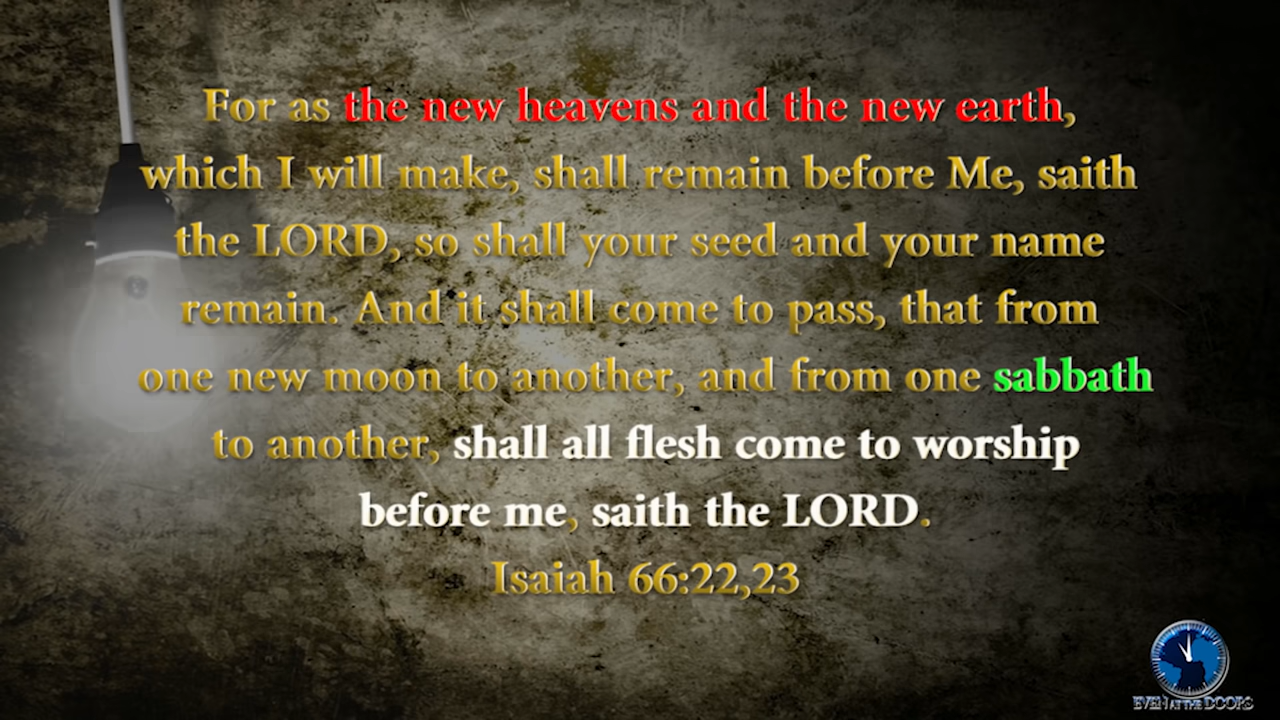 For as the new heavens and the new earth,
which I will make, shall remain before Me, saith
the LORD, so shall your seed and your name
remain. And it shall come to pass, that from
one new moon to another, and from one sabbath
to another, shall all flesh come to worship
before me, saith the LORD.
Isaiah 66:22,23
EVEN AT THE DOORS